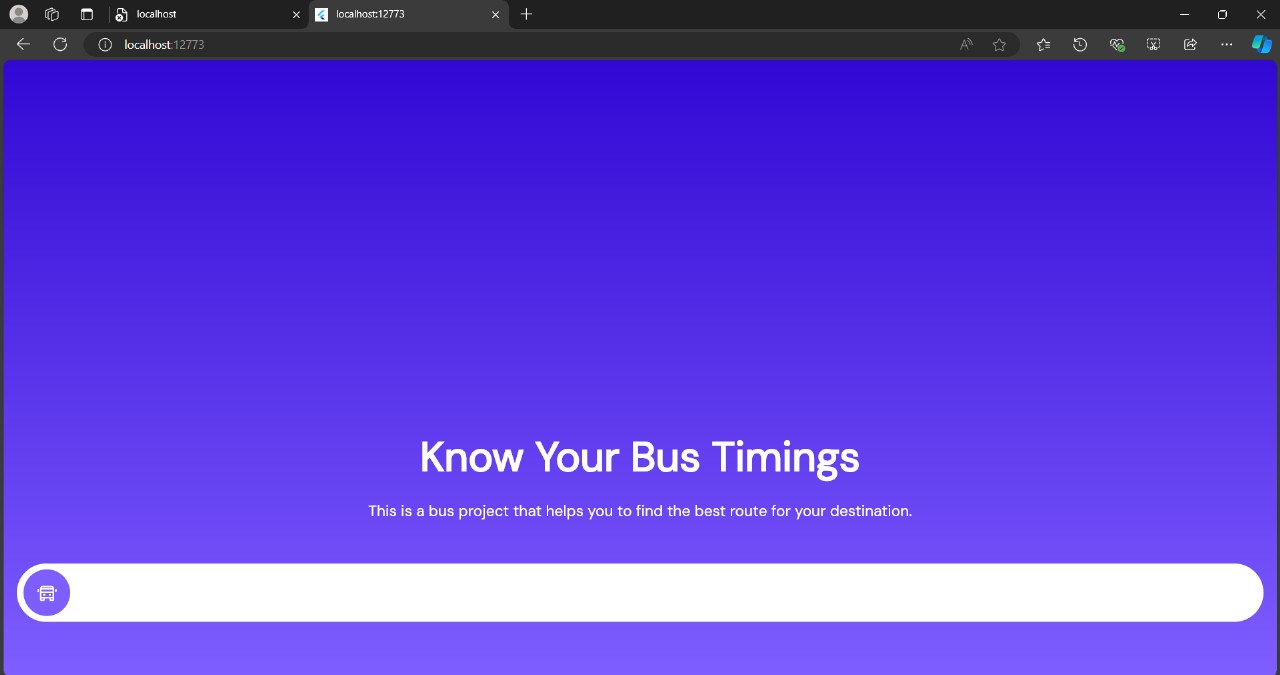 localhost
localhost:12773
localhost:12773
Know Your Bus Timings
This is a bus project that helps you to find the best route for your destination.